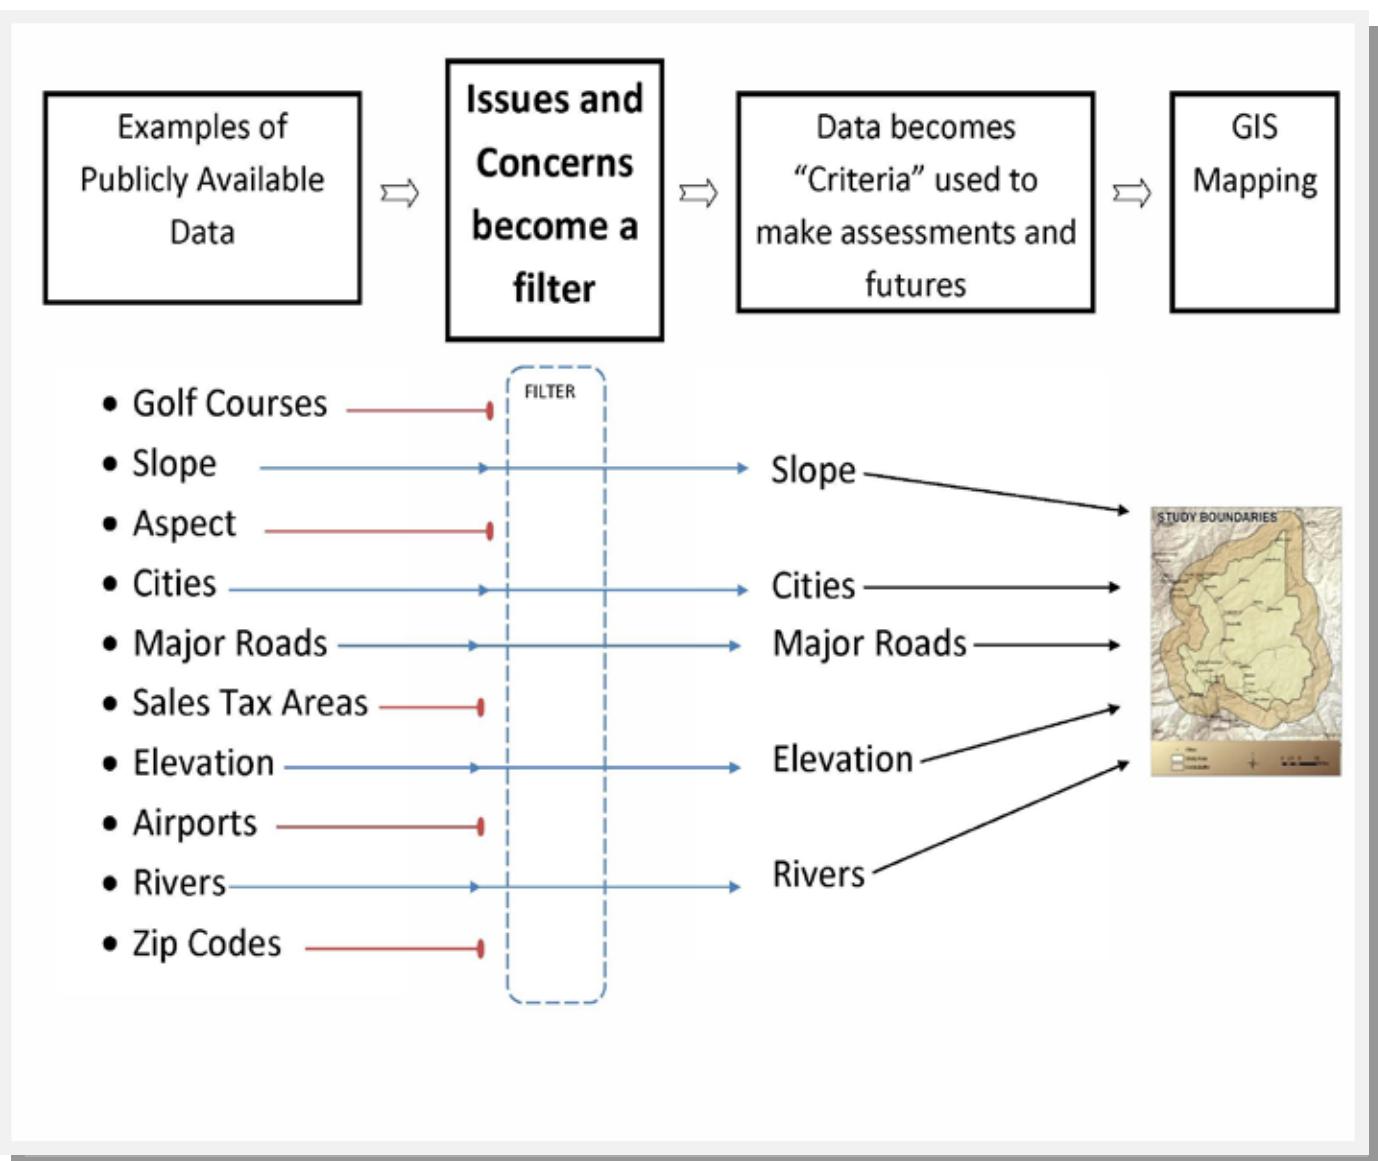 Examples of
Publicly Available
Data
Issues and
Concerns
become a
filter
Data becomes
“Criteria” used to
make assessments and
futures
GIS
Mapping
FILTER
• Golf Courses
• Slope
• Aspect
• Cities
• Major Roads
• Sales Tax Areas
• Elevation
• Airports
• Rivers
• Zip Codes
Slope
Cities
Major Roads
Elevation
Rivers
STUDY BOUNDARIES